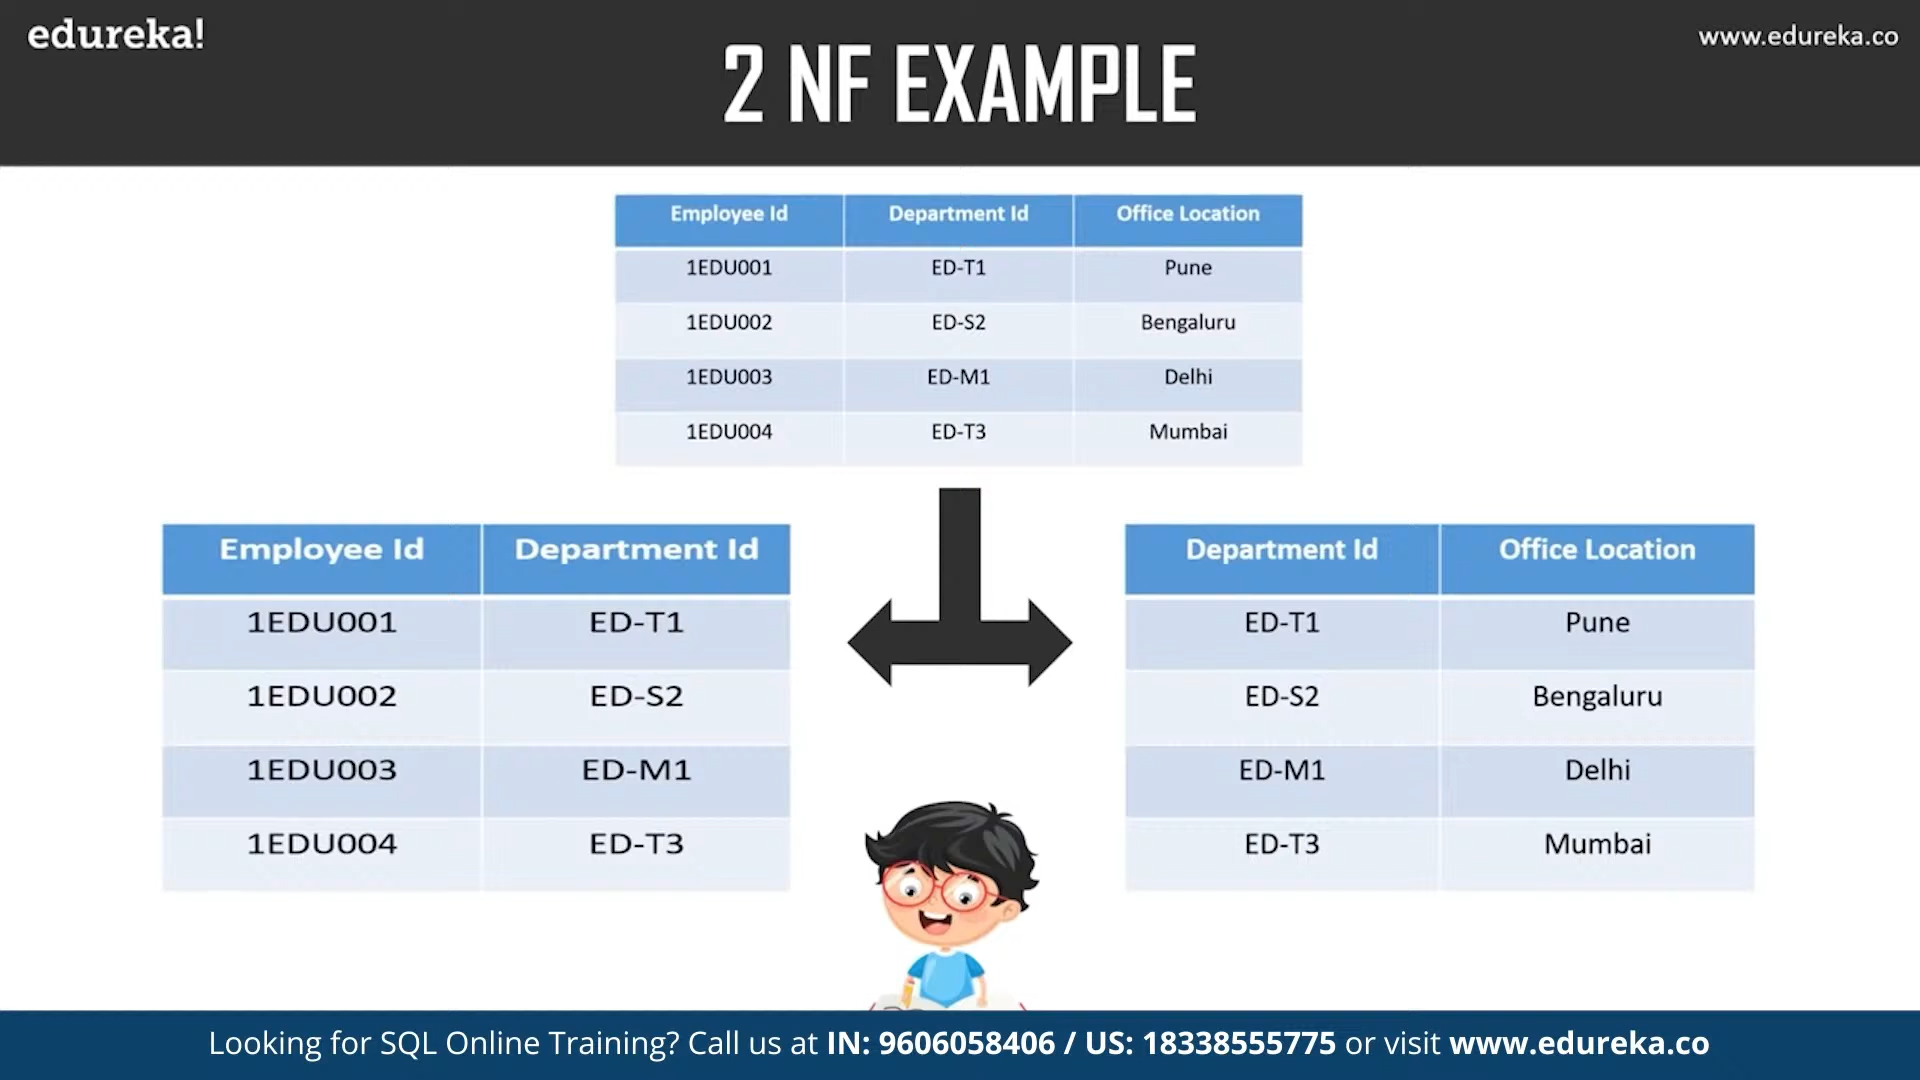 edureka!
www.edureka.co
2 NF EXAMPLE
Employee Id Department Id Office Location
1EDU001 ED-T1 Pune
1EDU002 ED-S2 Bengaluru
1EDU003 ED-M1 Delhi
1EDU004 ED-T3 Mumbai
Employee Id Department Id
1EDU001 ED-T1
1EDU002 ED-S2
1EDU003 ED-M1
1EDU004 ED-T3
Department Id Office Location
ED-T1 Pune
ED-S2 Bengaluru
ED-M1 Delhi
ED-T3 Mumbai
Looking for SQL Online Training? Call us at IN: 9606058406 / US: 18338555775 or visit www.edureka.co